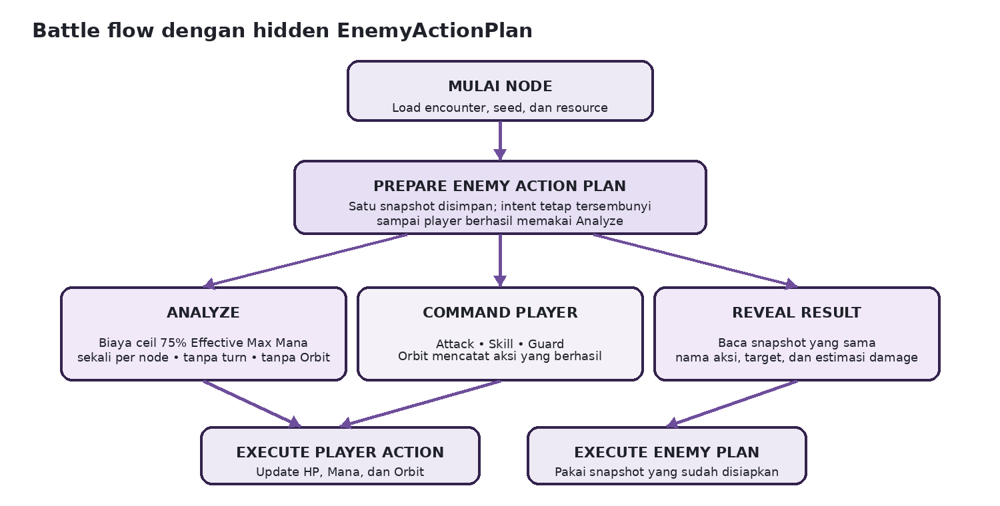 Battle flow dengan hidden EnemyActionPlan
MULAI NODE
Load encounter, seed, dan resource
PREPARE ENEMY ACTION PLAN
Satu snapshot disimpan; intent tetap tersembunyi
sampai player berhasil memakai Analyze
ANALYZE
Biaya ceil 75% Effective Max Mana
sekali per node • tanpa turn • tanpa Orbit
COMMAND PLAYER
Attack • Skill • Guard
Orbit mencatat aksi yang berhasil
REVEAL RESULT
Baca snapshot yang sama
nama aksi, target, dan estimasi damage
EXECUTE PLAYER ACTION
Update HP, Mana, dan Orbit
EXECUTE ENEMY PLAN
Pakai snapshot yang sudah disiapkan